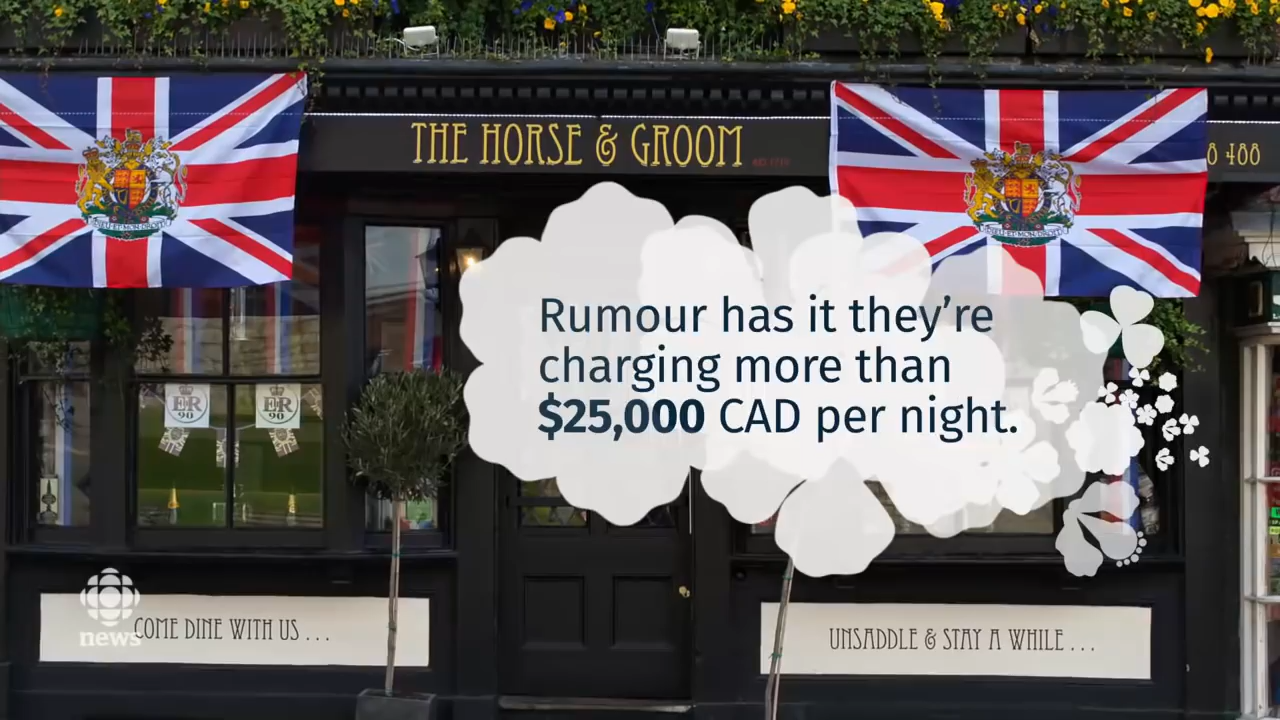 THE HORSE & GROOM
8 488
Rumour has it they're
charging more than
$25,000 CAD per night.
ER
90
ER
90
COME DINE WITH US ...
UNSADDLE & STAY A WHILE ...
news